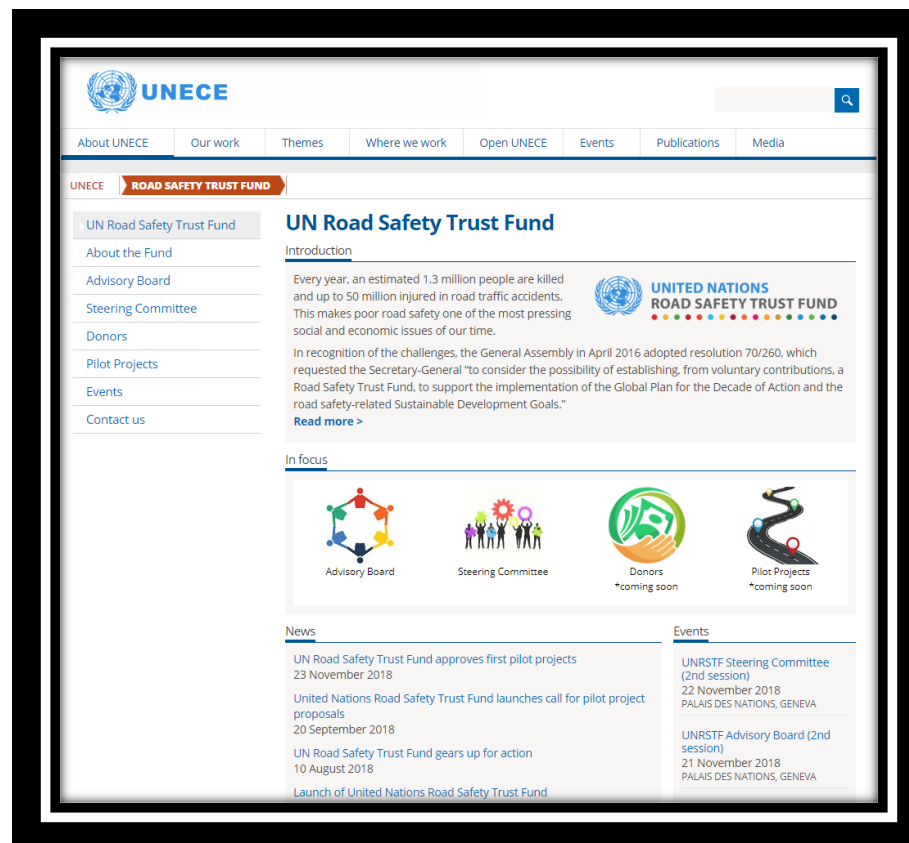 UNECE
About UNECE Our work Themes Where we work Open UNECE Events Publications Media
UNECE ROAD SAFETY TRUST FUND
UN Road Safety Trust Fund
About the Fund
Advisory Board
Steering Committee
Donors
Pilot Projects
Events
Contact us
UN Road Safety Trust Fund
Introduction
Every year, an estimated 1.3 million people are killed
and up to 50 million injured in road traffic accidents.
This makes poor road safety one of the most pressing
social and economic issues of our time.
UNITED NATIONS
ROAD SAFETY TRUST FUND
In recognition of the challenges, the General Assembly in April 2016 adopted resolution 70/260, which
requested the Secretary-General “to consider the possibility of establishing, from voluntary contributions, a
Road Safety Trust Fund, to support the implementation of the Global Plan for the Decade of Action and the
road safety-related Sustainable Development Goals.”
Read more >
In focus
Advisory Board
Steering Committee
Donors
*coming soon
Pilot Projects
*coming soon
News
UN Road Safety Trust Fund approves first pilot projects
23 November 2018
United Nations Road Safety Trust Fund launches call for pilot project
proposals
20 September 2018
UN Road Safety Trust Fund gears up for action
10 August 2018
Launch of United Nations Road Safety Trust Fund
Events
UNRSTF Steering Committee
(2nd session)
22 November 2018
PALAIS DES NATIONS, GENEVA
UNRSTF Advisory Board (2nd
session)
21 November 2018
PALAIS DES NATIONS, GENEVA